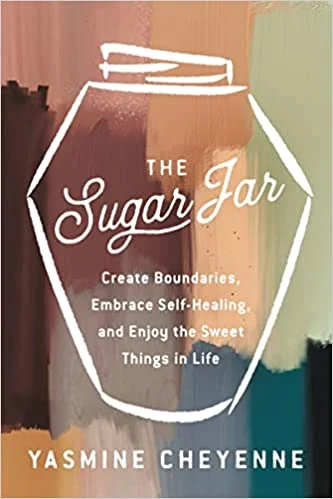 THE
Sugar Jar
Create Boundaries,
Embrace Self-Healing,
and Enjoy the Sweet
Things in Life
YASMINE CHEYENNE